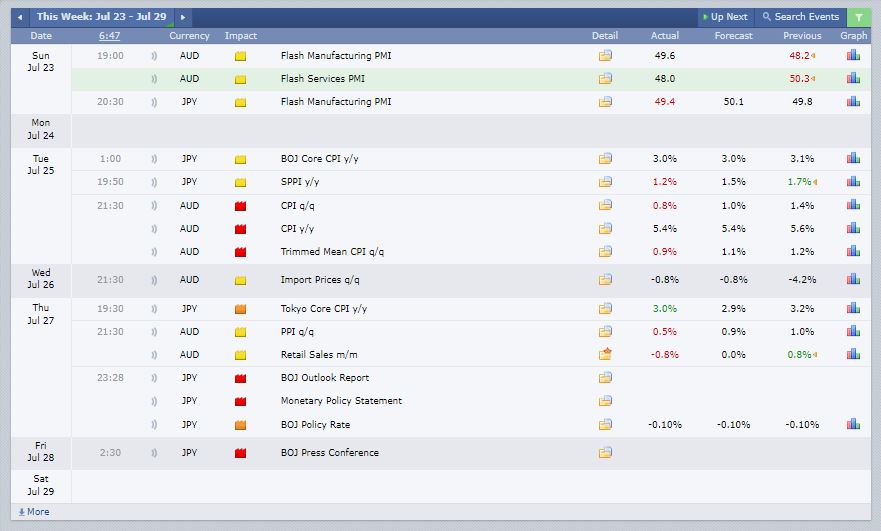 This Week: Jul 23 - Jul 29 Up Next Search Events
Date 6:47 Currency Impact Detail Actual Forecast Previous Graph
Sun 19:00 AUD Flash Manufacturing PMI 49.6 48.2
Jul 23
AUD Flash Services PMI 48.0 50.3
20:30 JPY Flash Manufacturing PMI 49.4 50.1 49.8
Mon
Jul 24
Tue 1:00 JPY BOJ Core CPI y/y 3.0% 3.0% 3.1%
Jul 25
19:50 JPY SPPI y/y 1.2% 1.5% 1.7%
21:30 AUD CPI q/q 0.8% 1.0% 1.4%
AUD CPI y/y 5.4% 5.4% 5.6%
AUD Trimmed Mean CPI q/q 0.9% 1.1% 1.2%
Wed 21:30 AUD Import Prices q/q -0.8% -0.8% -4.2%
Jul 26
Thu 19:30 JPY Tokyo Core CPI y/y 3.0% 2.9% 3.2%
Jul 27
21:30 AUD PPI q/q 0.5% 0.9% 1.0%
AUD Retail Sales m/m -0.8% 0.0% 0.8%
23:28 JPY BOJ Outlook Report
JPY Monetary Policy Statement
JPY BOJ Policy Rate -0.10% -0.10% -0.10%
Fri 2:30 JPY BOJ Press Conference
Jul 28
Sat
Jul 29
More